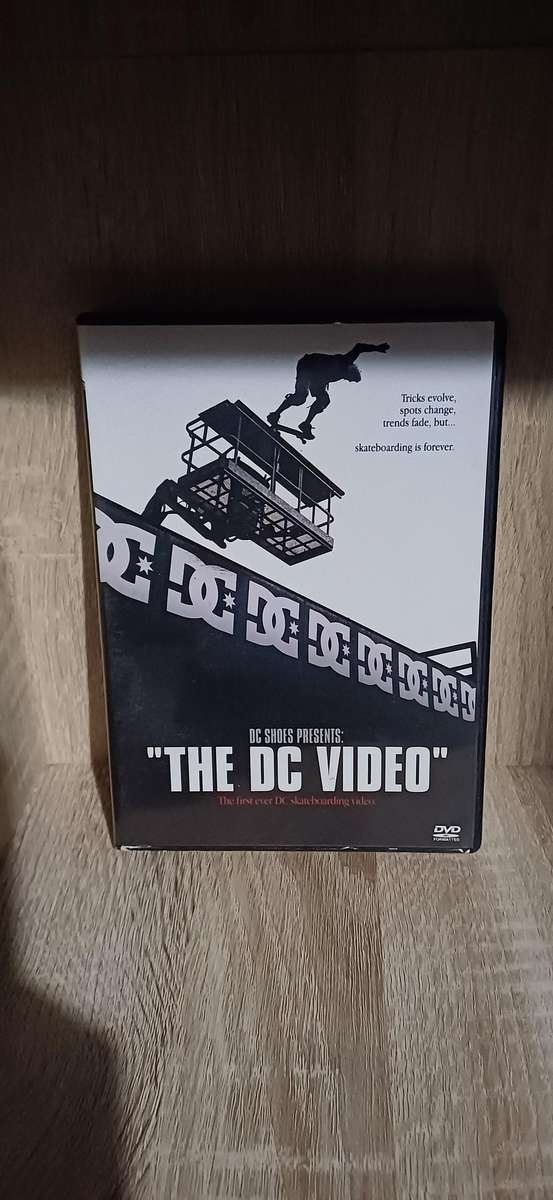 Tricks evolve,
spots change,
trends fade, but...
skateboarding is forever.
DC DC DC DC DC DC DC DC
DC SHOES PRESENTS:
"THE DC VIDEO"
The first ever DC skateboarding video.
DVD
FORMATTED